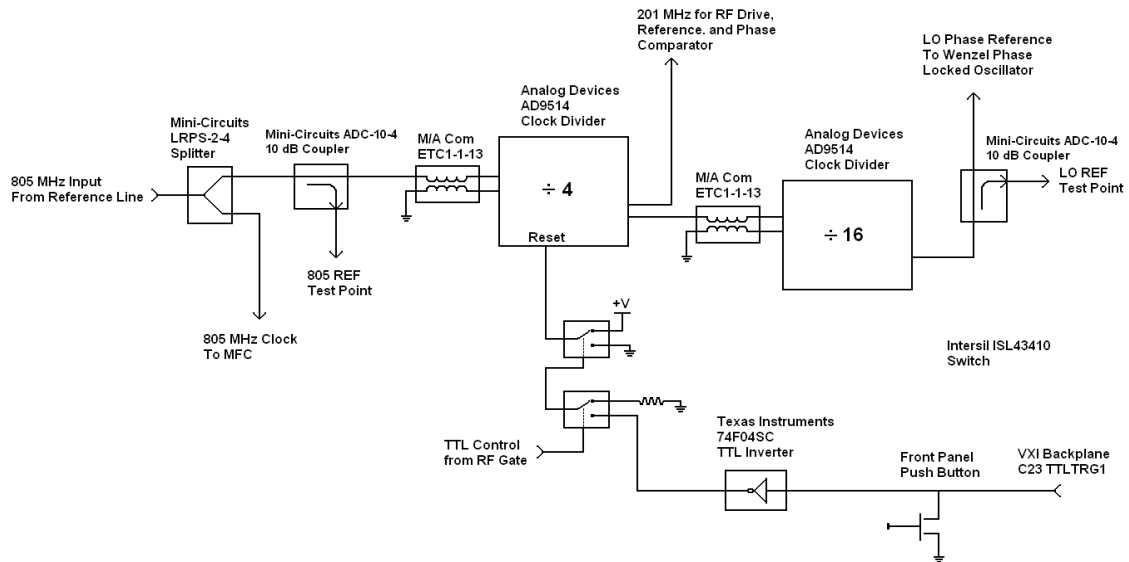 201 MHz for RF Drive,
Reference. and Phase
Comparator
LO Phase Reference
To Wenzel Phase
Locked Oscillator
Analog Devices
AD9514
Clock Divider
Mini-Circuits
LRPS-2-4
Splitter
Mini-Circuits ADC-10-4
10 dB Coupler
M/A Com
ETC1-1-13
Analog Devices
AD9514
Clock Divider
Mini-Circuits ADC-10-4
10 dB Coupler
805 MHz Input
From Reference Line
÷ 4
M/A Com
ETC1-1-13
LO REF
Test Point
Reset
÷ 16
805 REF
Test Point
+V
805 MHz Clock
To MFC
Intersil ISL43410
Switch
TTL Control
from RF Gate
Texas Instruments
74F04SC
TTL Inverter
Front Panel
Push Button
VXI Backplane
C23 TTLTRG1